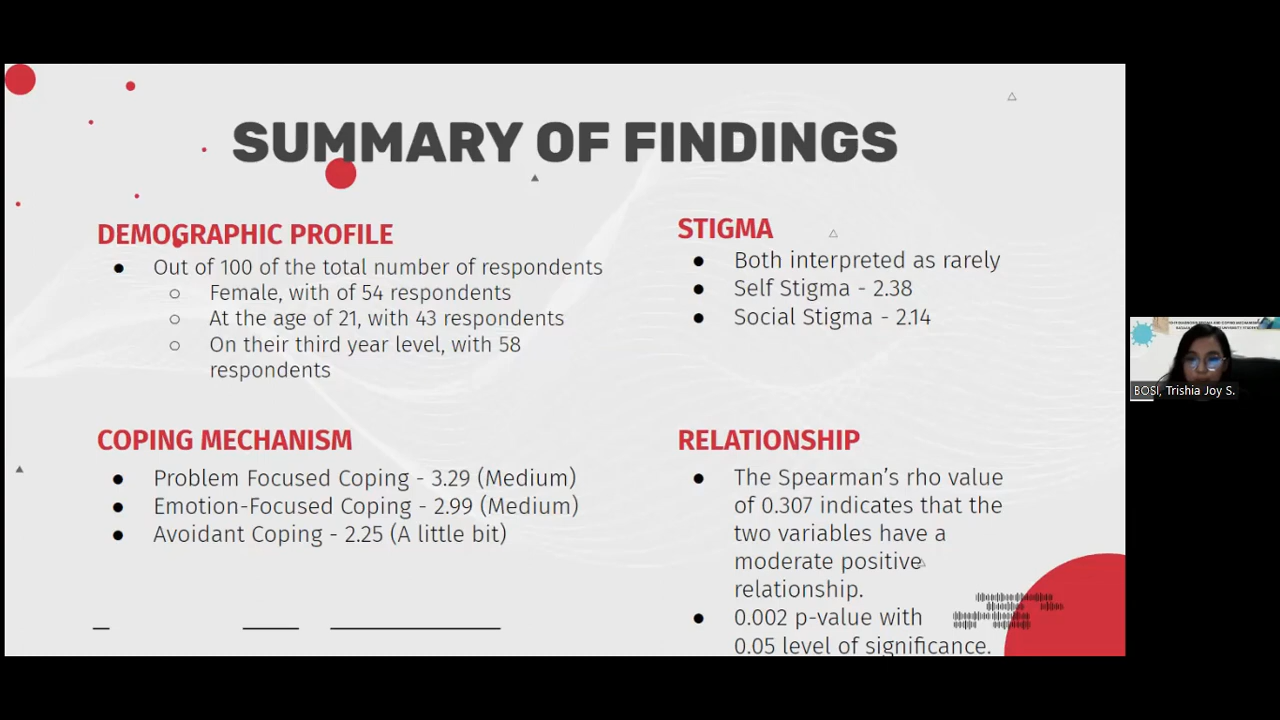 SUMMARY OF FINDINGS
DEMOGRAPHIC PROFILE
● Out of 100 of the total number of respondents
○ Female, with of 54 respondents
○ At the age of 21, with 43 respondents
○ On their third year level, with 58
respondents
COPING MECHANISM
● Problem Focused Coping - 3.29 (Medium)
● Emotion-Focused Coping - 2.99 (Medium)
● Avoidant Coping - 2.25 (A little bit)
STIGMA
● Both interpreted as rarely
● Self Stigma - 2.38
● Social Stigma - 2.14
RELATIONSHIP
● The Spearman’s rho value
of 0.307 indicates that the
two variables have a
moderate positive
relationship.
● 0.002 p-value with
0.05 level of significance.
BOSI, Trishia Joy S.